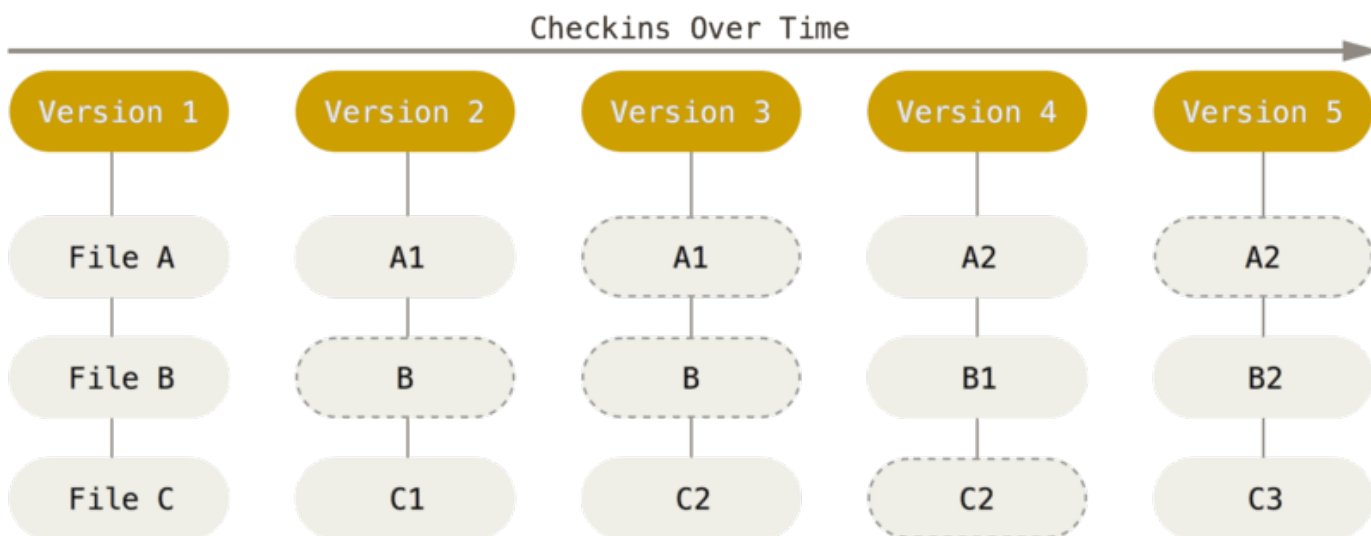 Checkins Over Time
Version 1 Version 2 Version 3 Version 4 Version 5
File A A1 A1 A2 A2
File B B B B1 B2
File C C1 C2 C2 C3